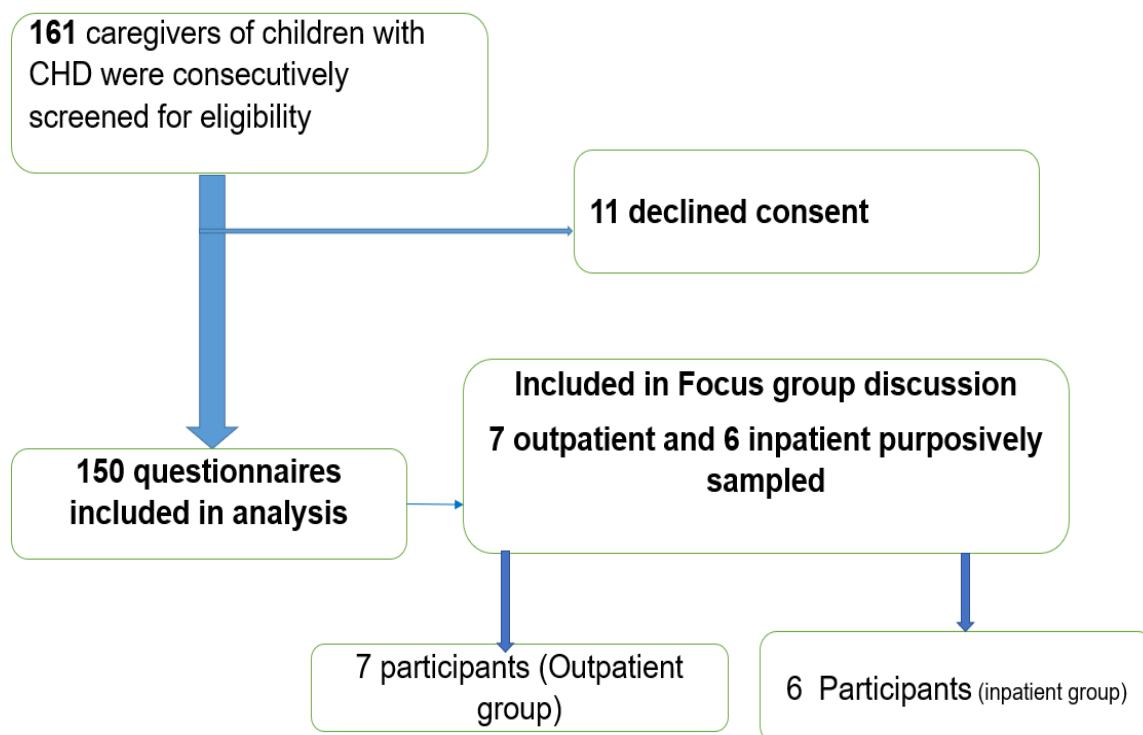 161 caregivers of children with
CHD were consecutively
screened for eligibility
11 declined consent
Included in Focus group discussion
7 outpatient and 6 inpatient purposively
sampled
150 questionnaires
included in analysis
7 participants (Outpatient
group)
6 Participants (inpatient group)